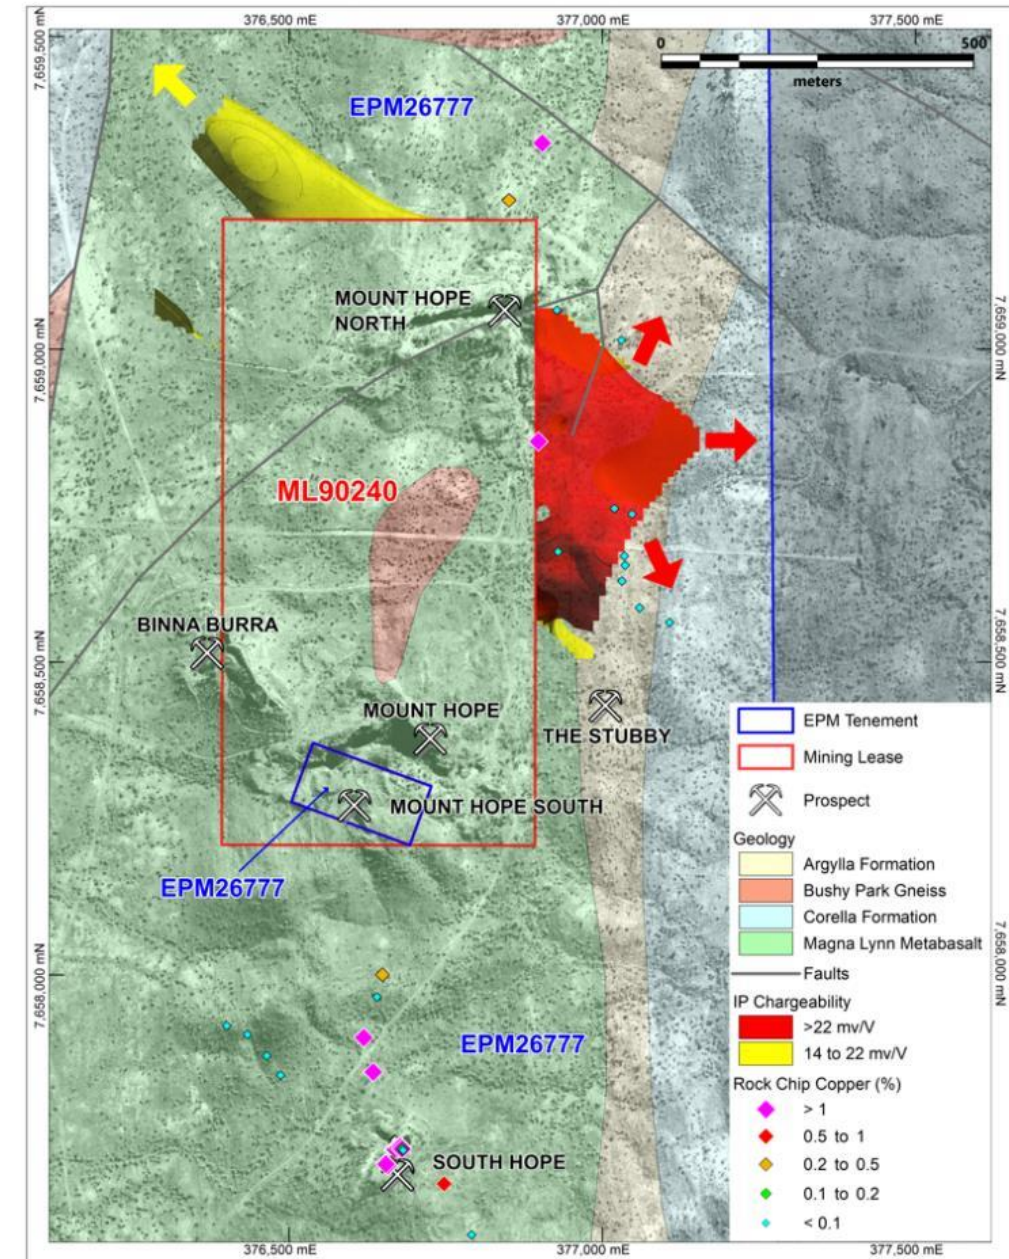 376,500 mE
377,000 mE
377,500 mE
7,659,500 mN
0
500
meters
EPM26777
MOUNT HOPE
NORTH
7,659,000 mN
7,659,000 mN
ML90240
BINNA BURRA
7,658,500 mN
7,658,500 mN
MOUNT HOPE
THE STUBBY
MOUNT HOPE SOUTH
EPM26777
EPM Tenement
Mining Lease
Prospect
Geology
Argylla Formation
Bushy Park Gneiss
Corella Formation
Magna Lynn Metabasalt
Faults
IP Chargeability
>22 mv/V
14 to 22 mv/V
Rock Chip Copper (%)
> 1
0.5 to 1
0.2 to 0.5
0.1 to 0.2
< 0.1
7,658,000 mN
7,658,000 mN
EPM26777
SOUTH HOPE
376,500 mE
377,000 mE
377,500 mE